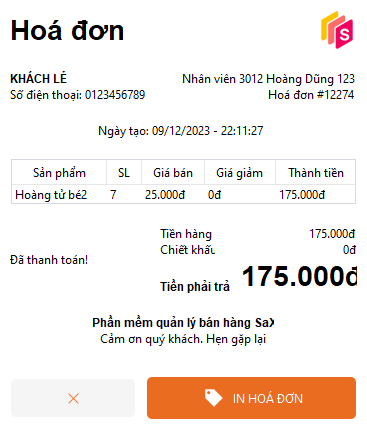 Hoá đơn
S
KHÁCH LẺ
Nhân viên 3012 Hoàng Dũng 123
Số điện thoại: 0123456789
Hoá đơn #12274
Ngày tạo: 09/12/2023 - 22:11:27
Sản phẩm SL Giá bán Giá giảm Thành tiền
Hoàng tử bé2 7 25.000đ 0đ 175.000đ
Tiền hàng 175.000đ
Chiết khấu 0đ
Đã thanh toán!
Tiền phải trả 175.000đ
Phần mềm quản lý bán hàng SaX
Cảm ơn quý khách. Hẹn gặp lại
IN HOÁ ĐƠN